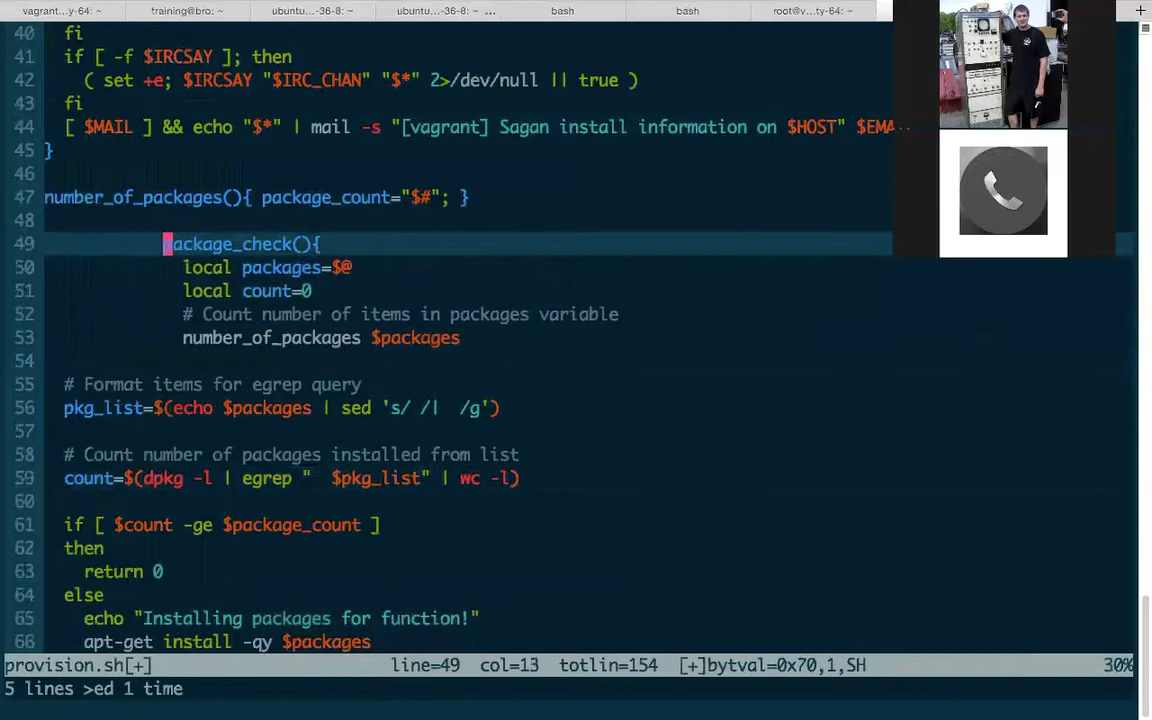 vagrant...y-64: ~ training@bro: ~ ubuntu...-36-8: ~ ubuntu...-36-8: ~ ... bash bash root@v...ty-64: ~ +
40 fi
41 if [ -f $IRCSAY ]; then
42 ( set +e; $IRCSAY "$IRC_CHAN" "$*" 2>/dev/null || true )
43 fi
44 [ $MAIL ] && echo "$*" | mail -s "[vagrant] Sagan install information on $HOST" $EMA
45 }
46
47 number_of_packages(){ package_count="$#"; }
48
49 package_check(){
50 local packages=$@
51 local count=0
52 # Count number of items in packages variable
53 number_of_packages $packages
54
55 # Format items for egrep query
56 pkg_list=$(echo $packages | sed 's/ /|  /g')
57
58 # Count number of packages installed from list
59 count=$(dpkg -l | egrep "  $pkg_list" | wc -l)
60
61 if [ $count -ge $package_count ]
62 then
63 return 0
64 else
65 echo "Installing packages for function!"
66 apt-get install -qy $packages
provision.sh[+] line=49 col=13 totlin=154 [+]bytval=0x70,1,SH 30%
5 lines >ed 1 time